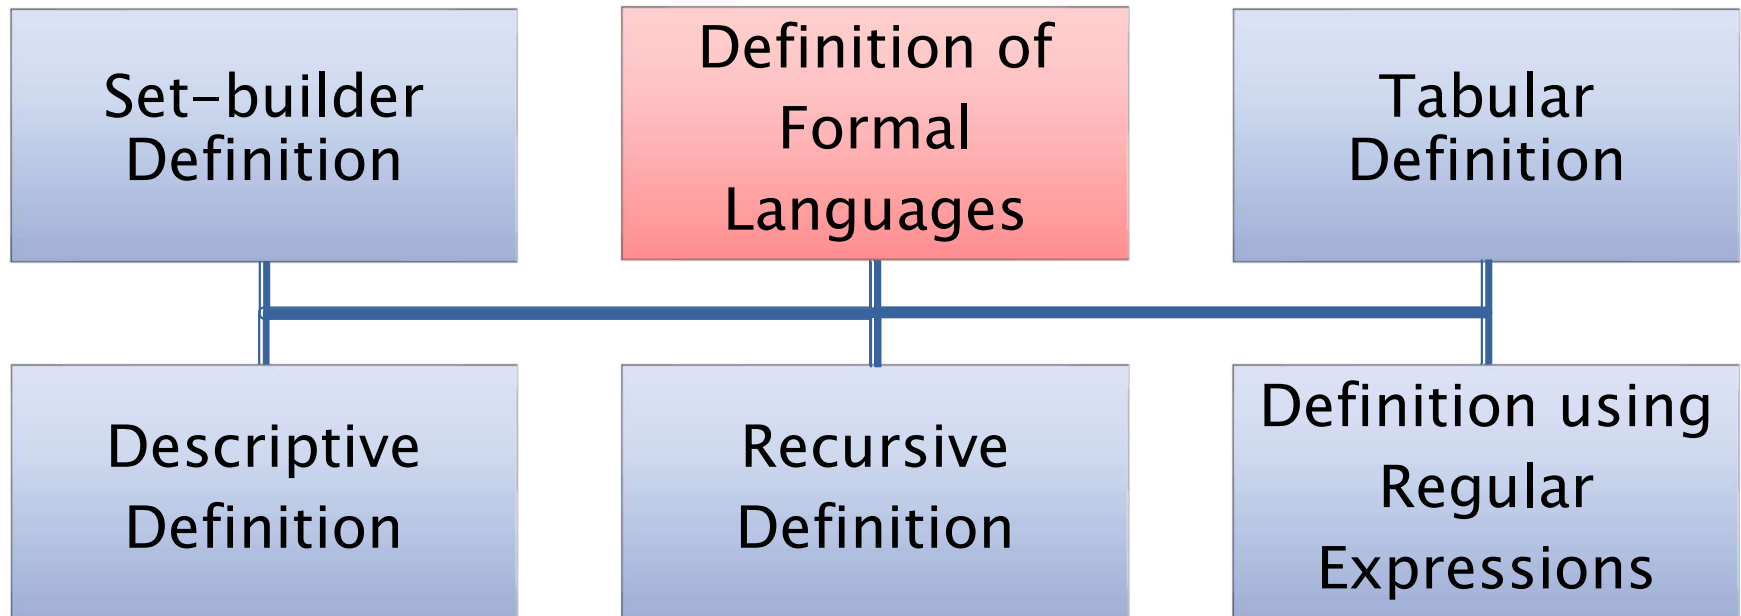 Set-builder
Definition
Definition of
Formal
Languages
Tabular
Definition
Descriptive
Definition
Recursive
Definition
Definition using
Regular
Expressions